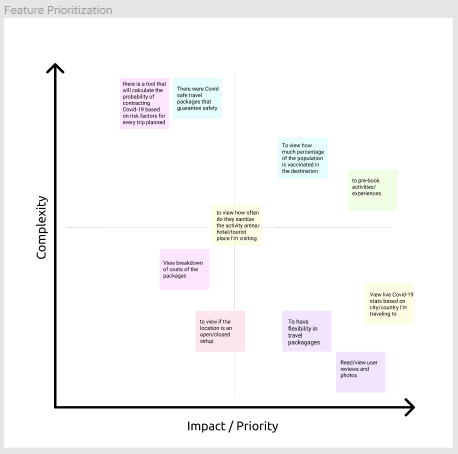 Feature Prioritization
there is a tool that
will calculate the
probability of
contracting
Covid-19 based
on risk factors for
every trip planned
There were Covid
safe travel
packages that
guarantee safety
To view how
much percentage
of the population
is vaccinated in
the destination
to pre-book
activities/
experiences
to view how often
do they sanitize
the activity arena/
hotel/tourist
place I'm visiting
Complexity
View breakdown
of costs of the
packages
View live Covid-19
stats based on
city/country I'm
traveling to
to view if the
location is an
open/closed
setup
To have
flexibility in
travel
packagages
Read/view user
reviews and
photos
Impact / Priority